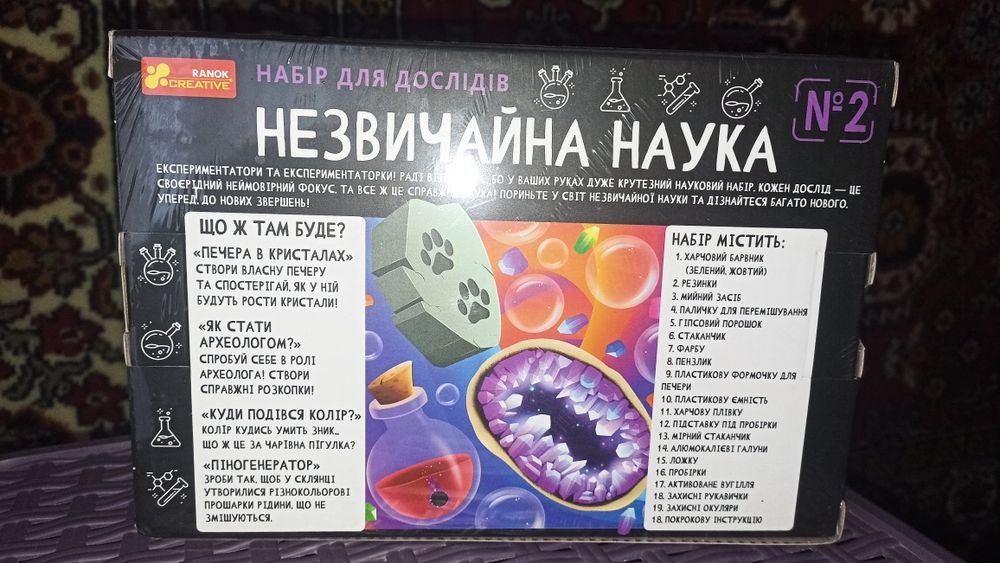 RANOK
CREATIVE
НАБІР ДЛЯ ДОСЛІДІВ
№2
НЕЗВИЧАЙНА НАУКА
ЕКСПЕРИМЕНТАТОРИ ТА ЕКСПЕРИМЕНТАТОРКИ! РАДІ БО У ВАШИХ РУКАХ ДУЖЕ КРУТЕЗНИЙ НАУКОВИЙ НАБІР. КОЖЕН ДОСЛІД — ЦЕ
СВОЄРІДНИЙ НЕЙМОВІРНИЙ ФОКУС. ТА ВСЕ Ж ЦЕ СПРАВЖНЯ НАУКА! ПОРИНЬТЕ У СВІТ НЕЗВИЧАЙНОЇ НАУКИ ТА ДІЗНАЙТЕСЯ БАГАТО НОВОГО.
УПЕРЕД, ДО НОВИХ ЗВЕРШЕНЬ!
ЩО Ж ТАМ БУДЕ?
«ПЕЧЕРА В КРИСТАЛАХ»
СТВОРИ ВЛАСНУ ПЕЧЕРУ
ТА СПОСТЕРІГАЙ, ЯК У НІЙ
БУДУТЬ РОСТИ КРИСТАЛИ!
«ЯК СТАТИ
АРХЕОЛОГОМ?»
СПРОБУЙ СЕБЕ В РОЛІ
АРХЕОЛОГА! СТВОРИ
СПРАВЖНІ РОЗКОПКИ!
«КУДИ ПОДІВСЯ КОЛІР?»
КОЛІР КУДИСЬ УМИТЬ ЗНИК...
ЩО Ж ЦЕ ЗА ЧАРІВНА ПІГУЛКА?
«ПІНОГЕНЕРАТОР»
ЗРОБИ ТАК, ЩОБ У СКЛЯНЦІ
УТВОРИЛИСЯ РІЗНОКОЛЬОРОВІ
ПРОШАРКИ РІДИНИ, ЩО НЕ
ЗМІШУЮТЬСЯ.
НАБІР МІСТИТЬ:
1. ХАРЧОВИЙ БАРВНИК
(ЗЕЛЕНИЙ, ЖОВТИЙ)
2. РЕЗИНКИ
3. МИЙНИЙ ЗАСІБ
4. ПАЛИЧКУ ДЛЯ ПЕРЕМІШУВАННЯ
5. ГІПСОВИЙ ПОРОШОК
6. СТАКАНЧИК
7. ФАРБУ
8. ПЕНЗЛИК
9. ПЛАСТИКОВУ ФОРМОЧКУ ДЛЯ
ПЕЧЕРИ
10. ПЛАСТИКОВУ ЄМНІСТЬ
11. ХАРЧОВУ ПЛІВКУ
12. ПІДСТАВКУ ПІД ПРОБІРКИ
13. МІРНИЙ СТАКАНЧИК
14. АЛЮМОКАЛІЄВІ ГАЛУНИ
15. ЛОЖКУ
16. ПРОБІРКИ
17. АКТИВОВАНЕ ВУГІЛЛЯ
18. ЗАХИСНІ РУКАВИЧКИ
19. ЗАХИСНІ ОКУЛЯРИ
18. ПОКРОКОВУ ІНСТРУКЦІЮ